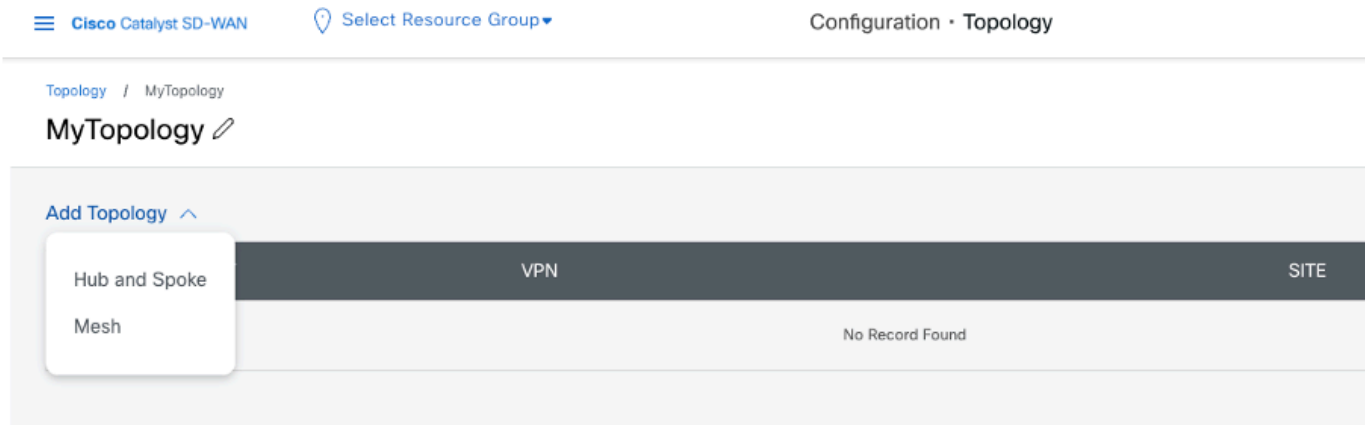 Cisco Catalyst SD-WAN Select Resource Group Configuration · Topology
Topology / MyTopology
MyTopology
Add Topology
Hub and Spoke
Mesh
VPN SITE
No Record Found